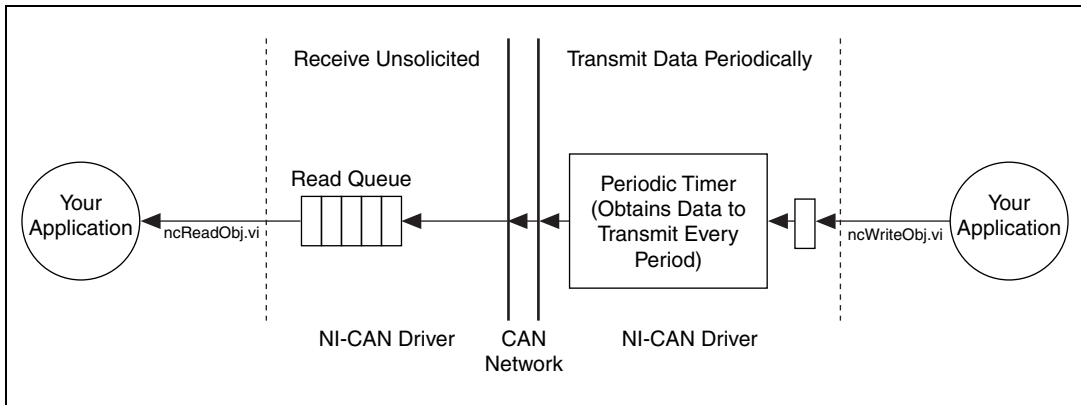 Receive Unsolicited
Transmit Data Periodically
Your
Application
ncReadObj.vi
Read Queue
Periodic Timer
(Obtains Data to
Transmit Every
Period)
ncWriteObj.vi
Your
Application
NI-CAN Driver
CAN
Network
NI-CAN Driver